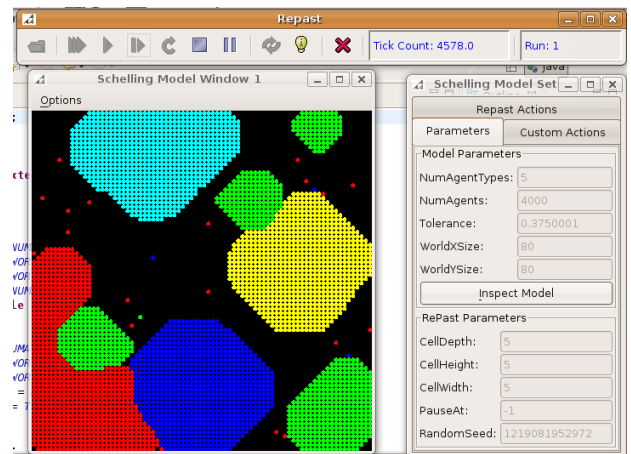 Repast
Tick Count: 4578.0
Run: 1
Java
Schelling Model Window 1
Options
Schelling Model Set
Repast Actions
Parameters
Custom Actions
Model Parameters
NumAgentTypes: 5
NumAgents: 4000
Tolerance: 0.3750001
WorldXSize: 80
WorldYSize: 80
Inspect Model
RePast Parameters
CellDepth: 5
CellHeight: 5
CellWidth: 5
PauseAt: -1
RandomSeed: 1219081952972